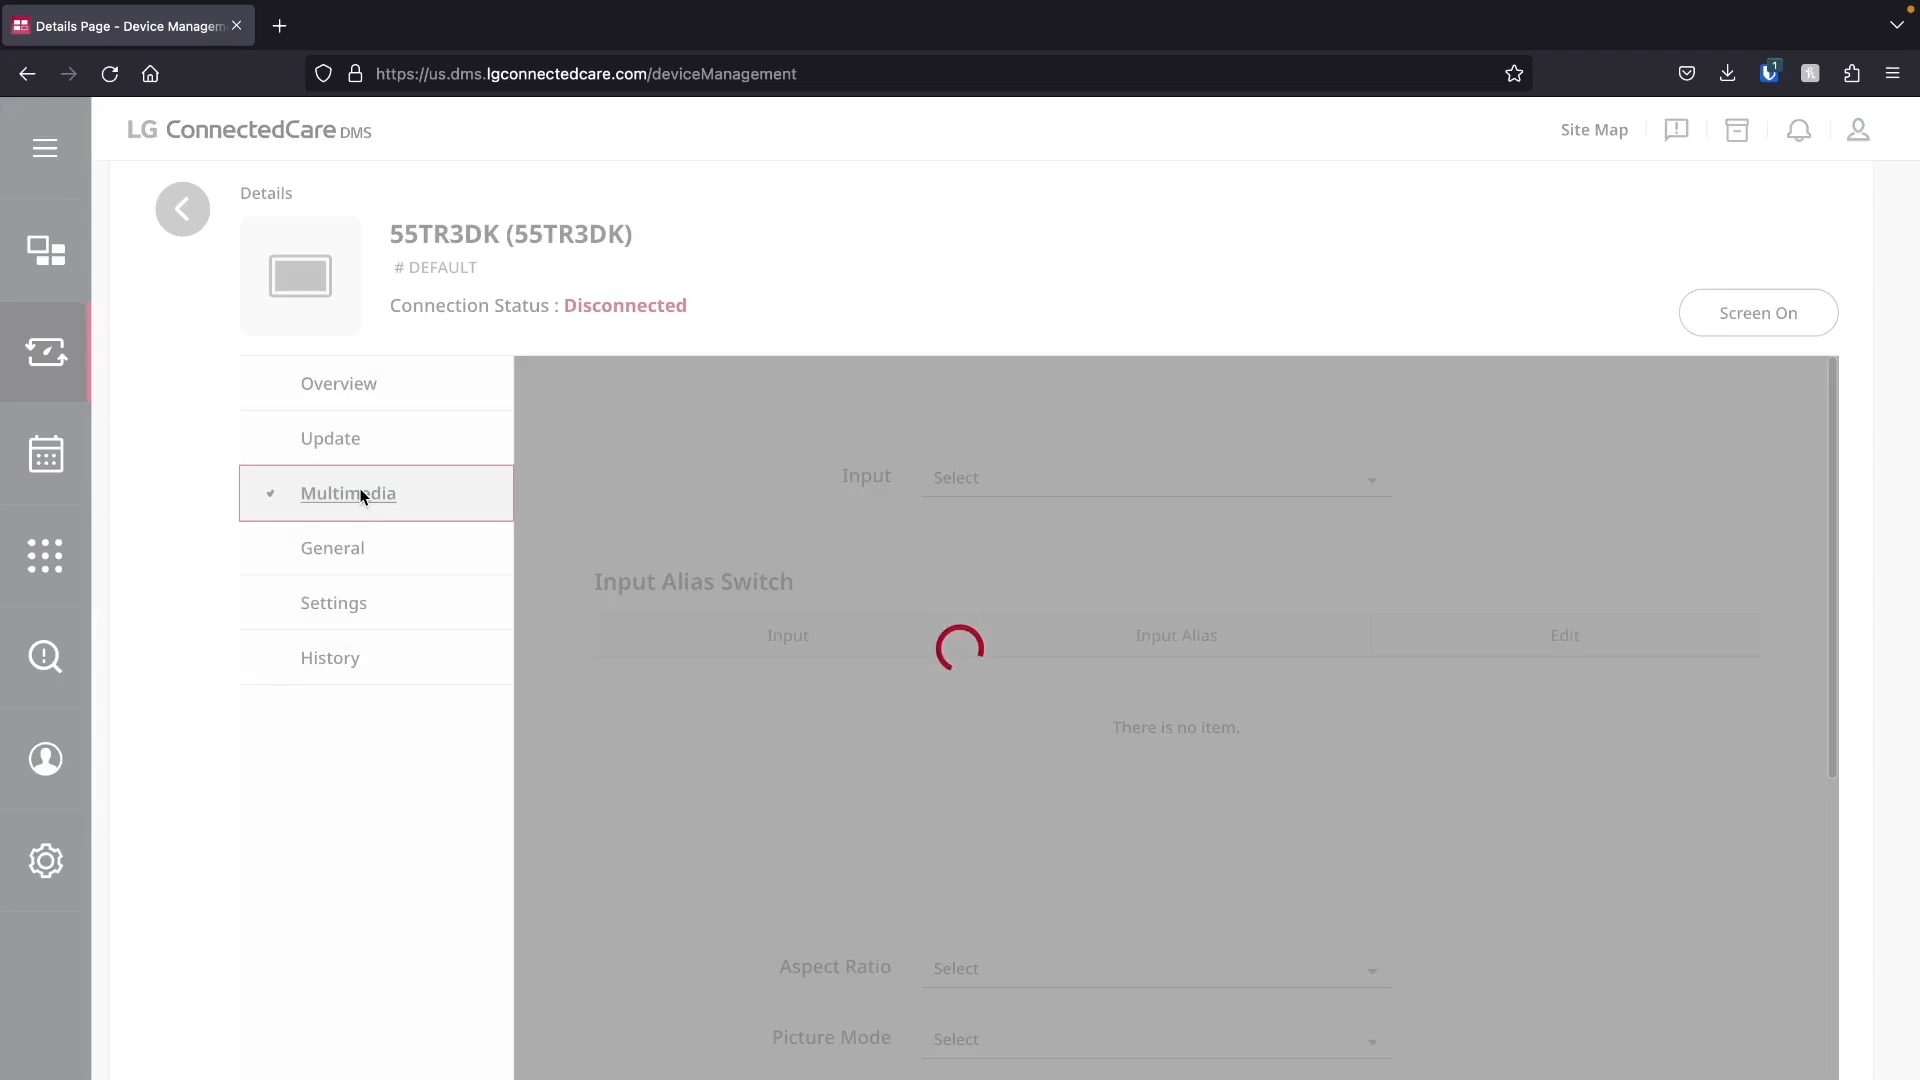 Details Page - Device Managem
https://us.dms.lgconnectedcare.com/deviceManagement
1
LG ConnectedCare DMS
Site Map
Details
55TR3DK (55TR3DK)
# DEFAULT
Connection Status : Disconnected
Screen On
Overview
Update
Multimedia
General
Settings
History
Input
Select
Input Alias Switch
Input
Input Alias
Edit
There is no item.
Aspect Ratio
Select
Picture Mode
Select